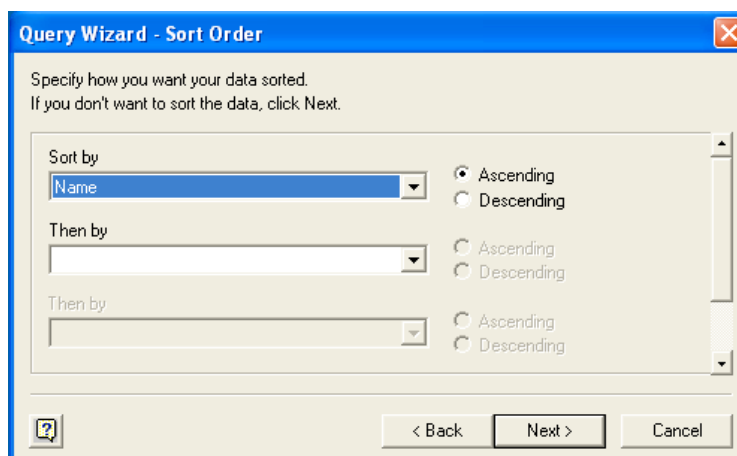 Query Wizard - Sort Order
Specify how you want your data sorted.
If you don't want to sort the data, click Next.
Sort by
Name
Ascending
Descending
Then by
Ascending
Descending
Then by
Ascending
Descending
?
< Back
Next >
Cancel